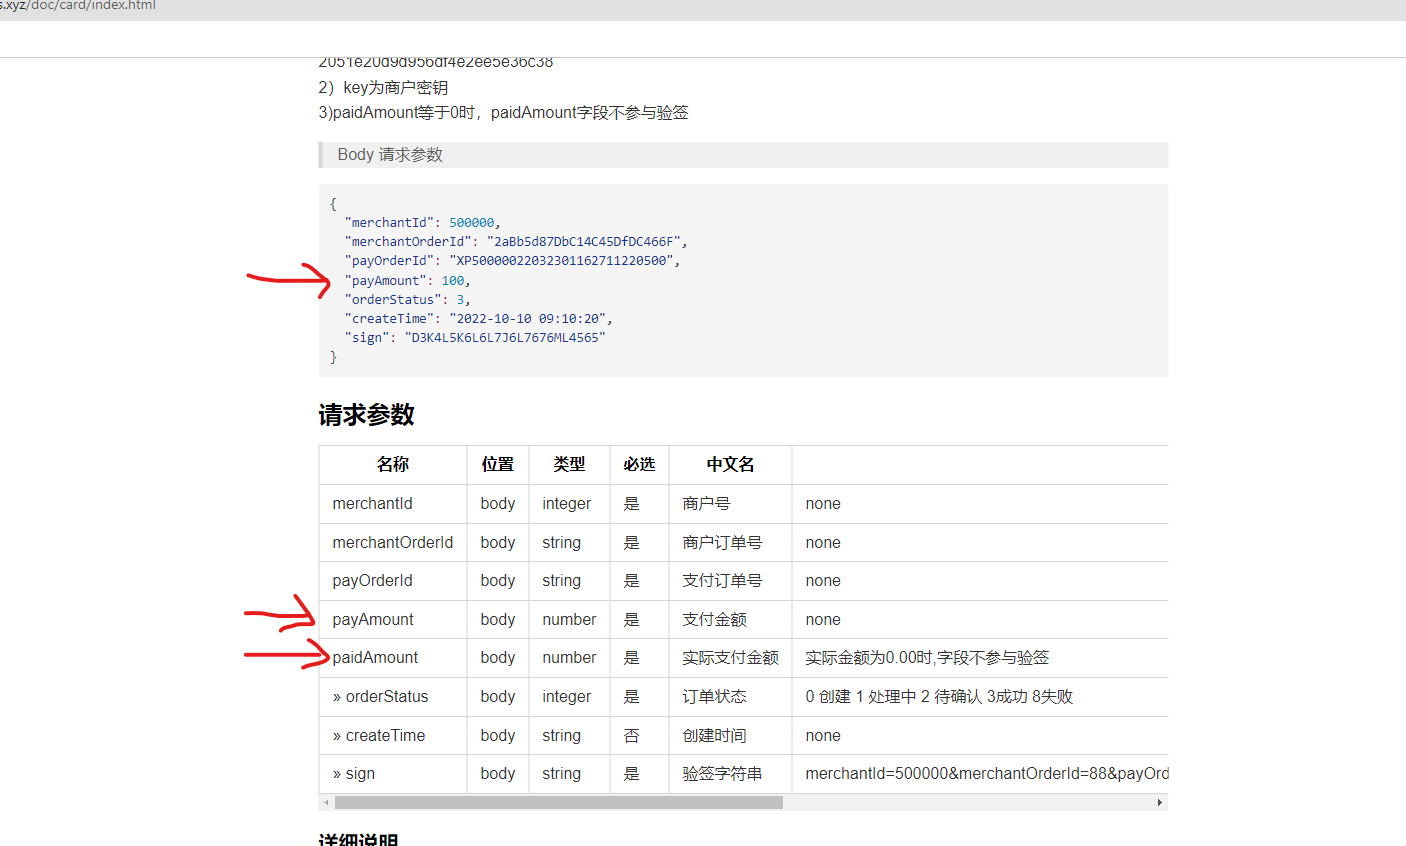 s.xyz/doc/card/index.html
2051e20d9d956df4e2ee5e36c38
2）key为商户密钥
3)paidAmount等于0时，paidAmount字段不参与验签
Body 请求参数
{
"merchantId": 500000,
"merchantOrderId": "2aBb5d87DbC14C45DfDC466F",
"payOrderId": "XP5000002203230116271122050​0",
"payAmount": 100,
"orderStatus": 3,
"createTime": "2022-10-10 09:10:20",
"sign": "D3K4L5K6L6L7J6L7676ML4565"
}
请求参数
名称 位置 类型 必选 中文名
merchantId body integer 是 商户号 none
merchantOrderId body string 是 商户订单号 none
payOrderId body string 是 支付订单号 none
payAmount body number 是 支付金额 none
paidAmount body number 是 实际支付金额 实际金额为0.00时,字段不参与验签
» orderStatus body integer 是 订单状态 0 创建 1 处理中 2 待确认 3成功 8失败
» createTime body string 否 创建时间 none
» sign body string 是 验签字符串 merchantId=500000&merchantOrderId=88&payOrd
详细说明